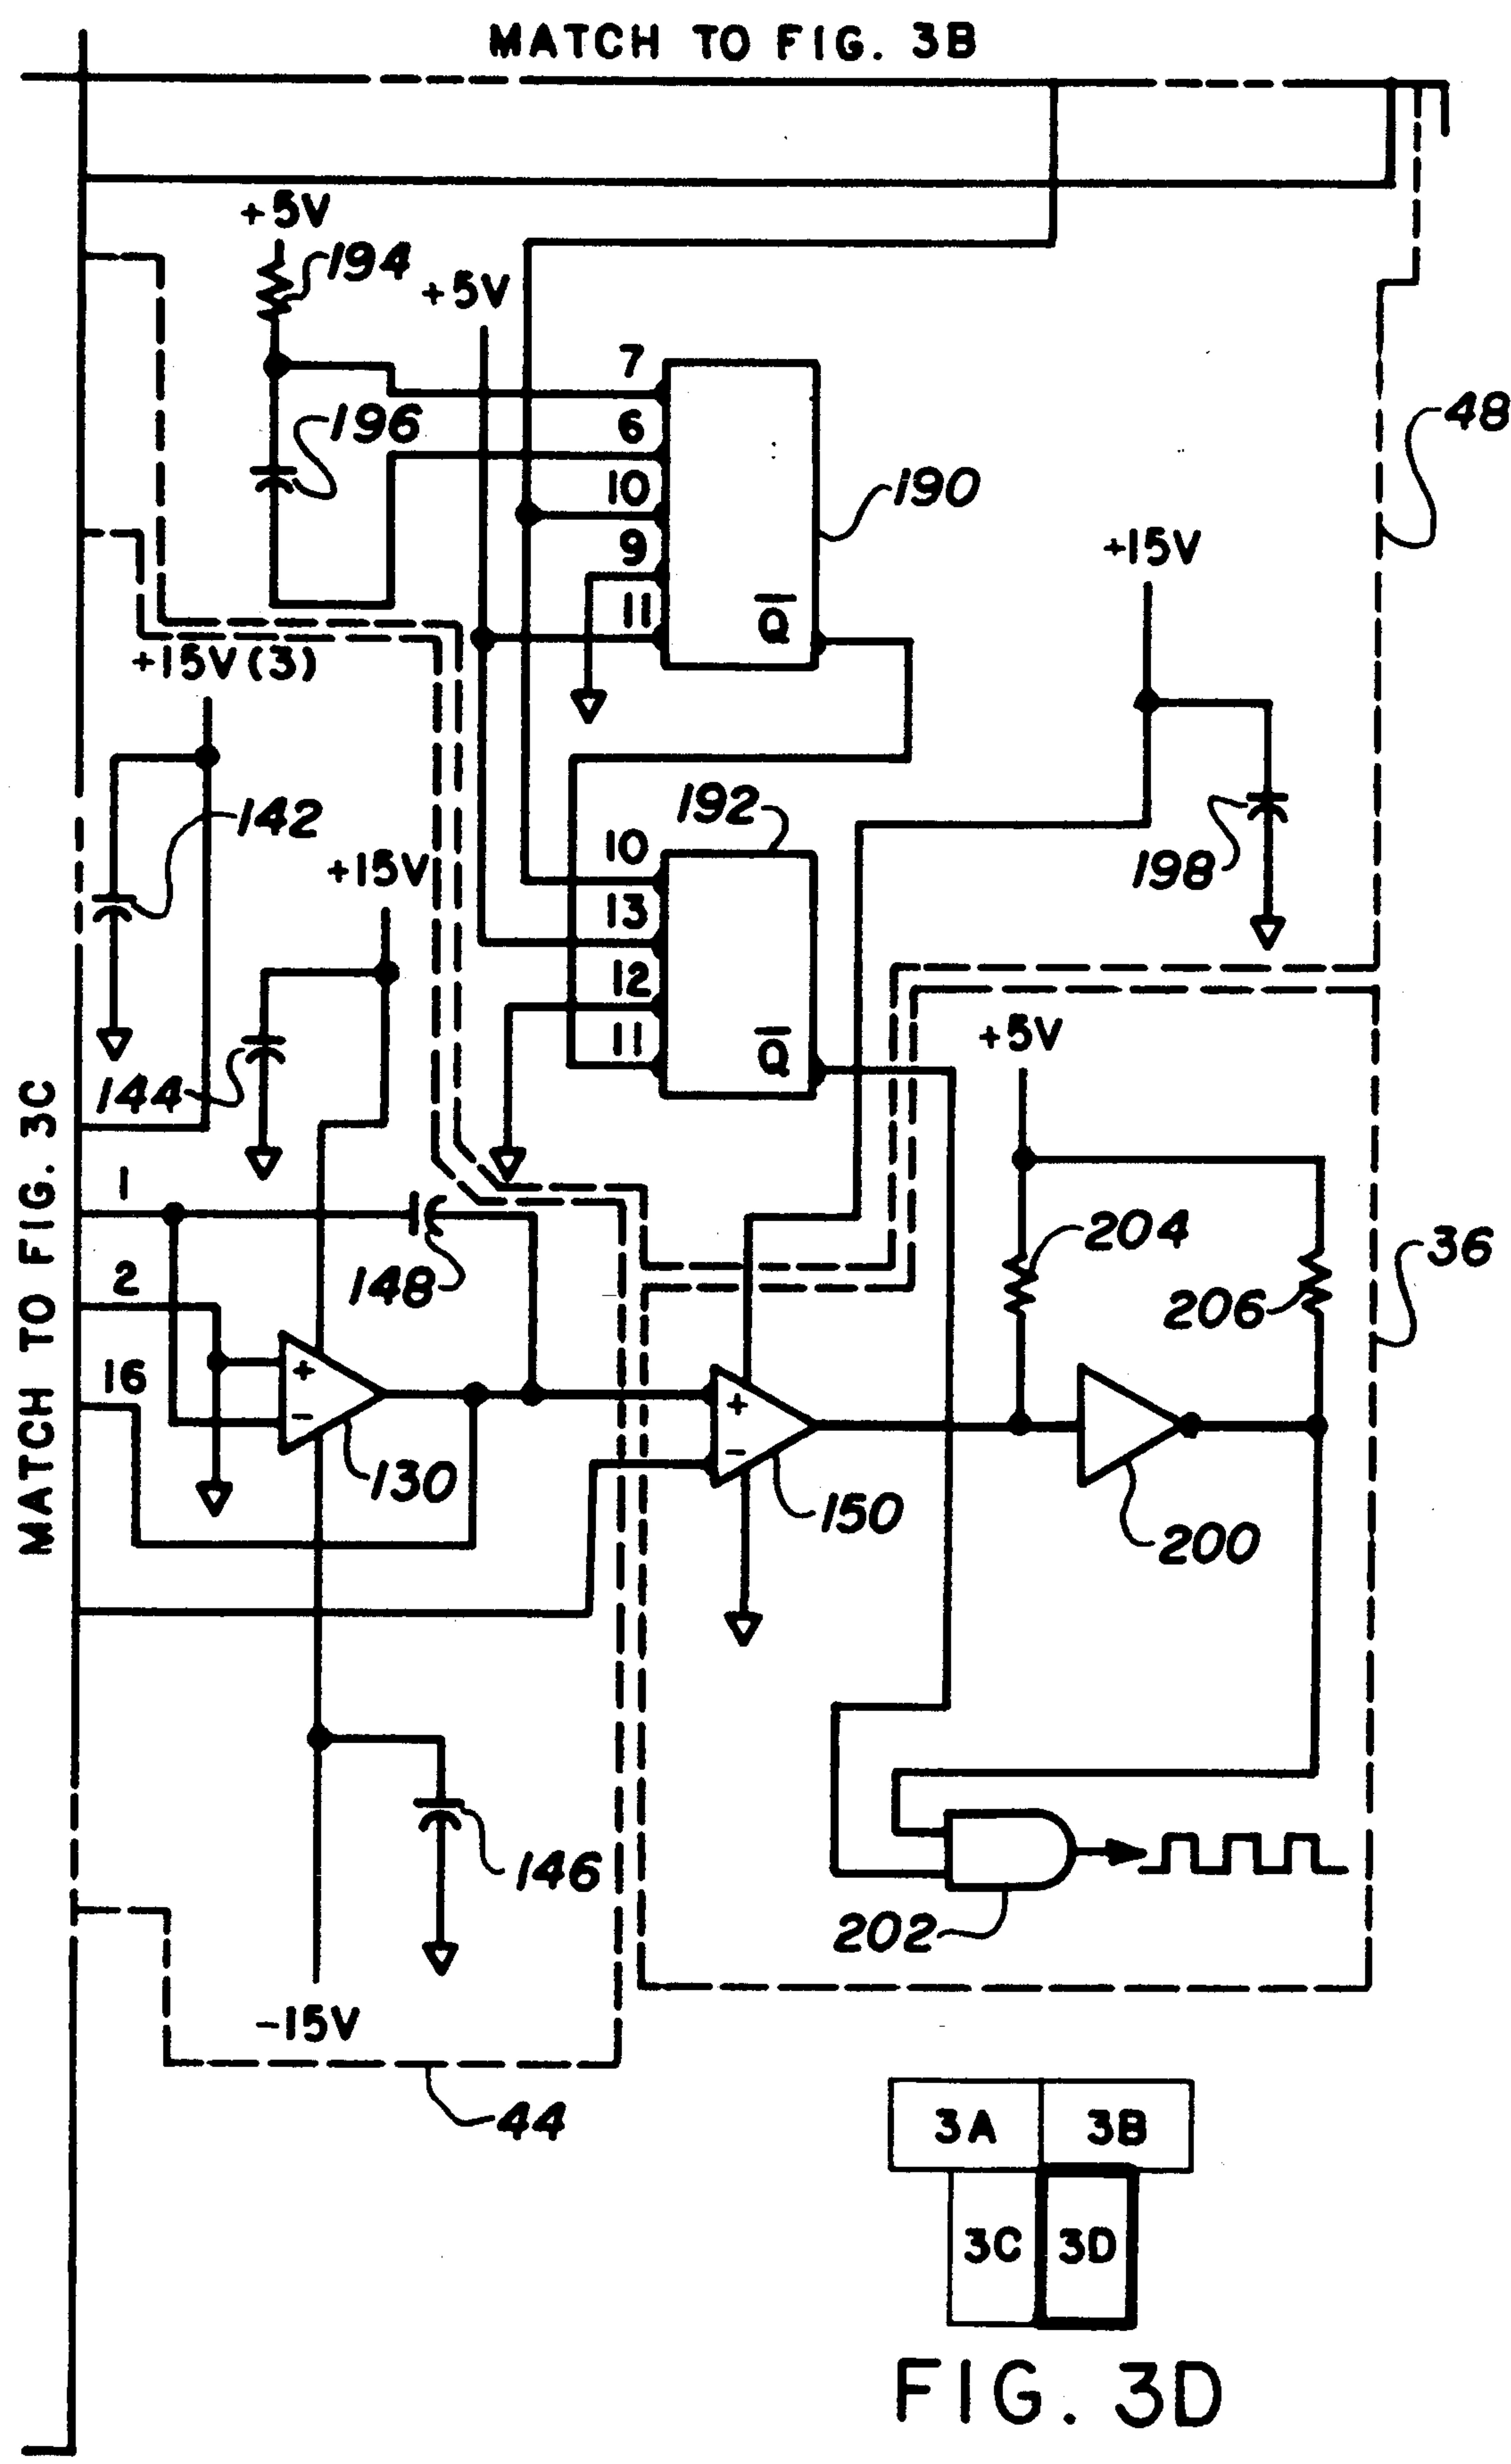 MATCH TO FIG. 3B
+5V
194
+5V
7
196
6
48
10
190
9
+15V
11
Q
+15V(3)
192
142
10
198
+15V
13
12
+5V
11
Q
144
MATCH TO FIG. 3C
1
204
36
148
2
206
+
16
+
-
-
130
150
200
146
202
-15V
44
3A
3B
3C
3D
FIG. 3D